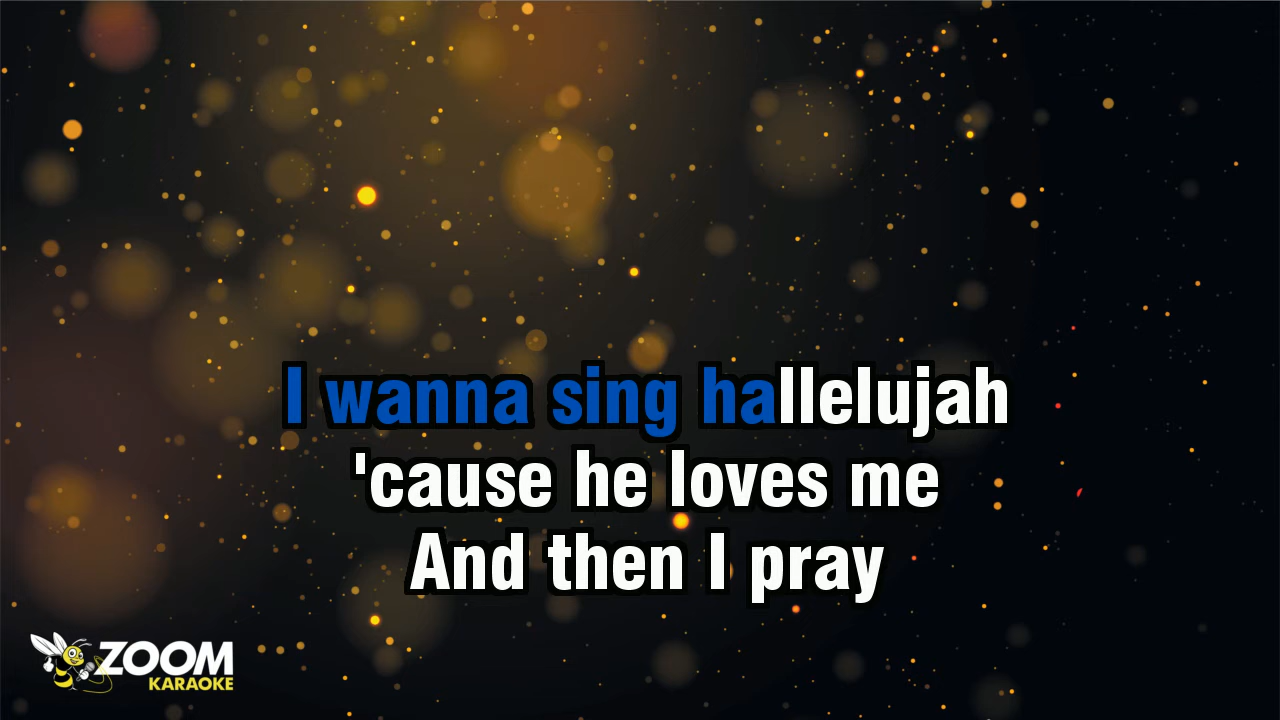 I wanna sing hallelujah
'cause he loves me
And then I pray
ZOOM
KARAOKE